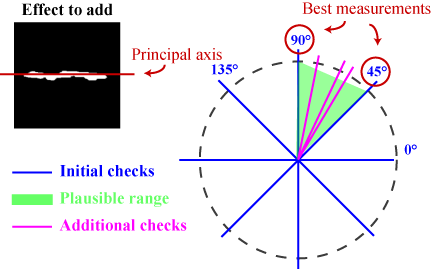 Effect to add
Best measurements
Principal axis
90°
45°
135°
0°
Initial checks
Plausible range
Additional checks